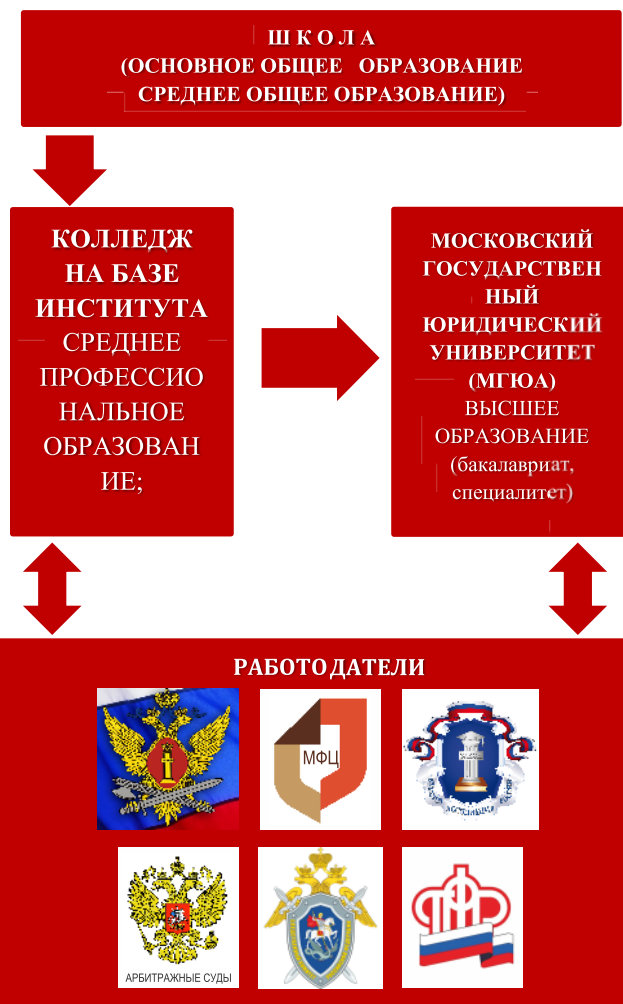 Ш К О Л А
(ОСНОВНОЕ ОБЩЕЕ ОБРАЗОВАНИЕ
СРЕДНЕЕ ОБЩЕЕ ОБРАЗОВАНИЕ)
КОЛЛЕДЖ
НА БАЗЕ
ИНСТИТУТА
СРЕДНЕЕ
ПРОФЕССИО
НАЛЬНОЕ
ОБРАЗОВАН
ИЕ;
МОСКОВСКИЙ
ГОСУДАРСТВЕН
НЫЙ
ЮРИДИЧЕСКИЙ
УНИВЕРСИТЕТ
(МГЮА)
ВЫСШЕЕ
ОБРАЗОВАНИЕ
(бакалавриат,
специалитет)
РАБОТОДАТЕЛИ
МФЦ
АРБИТРАЖНЫЕ СУДЫ